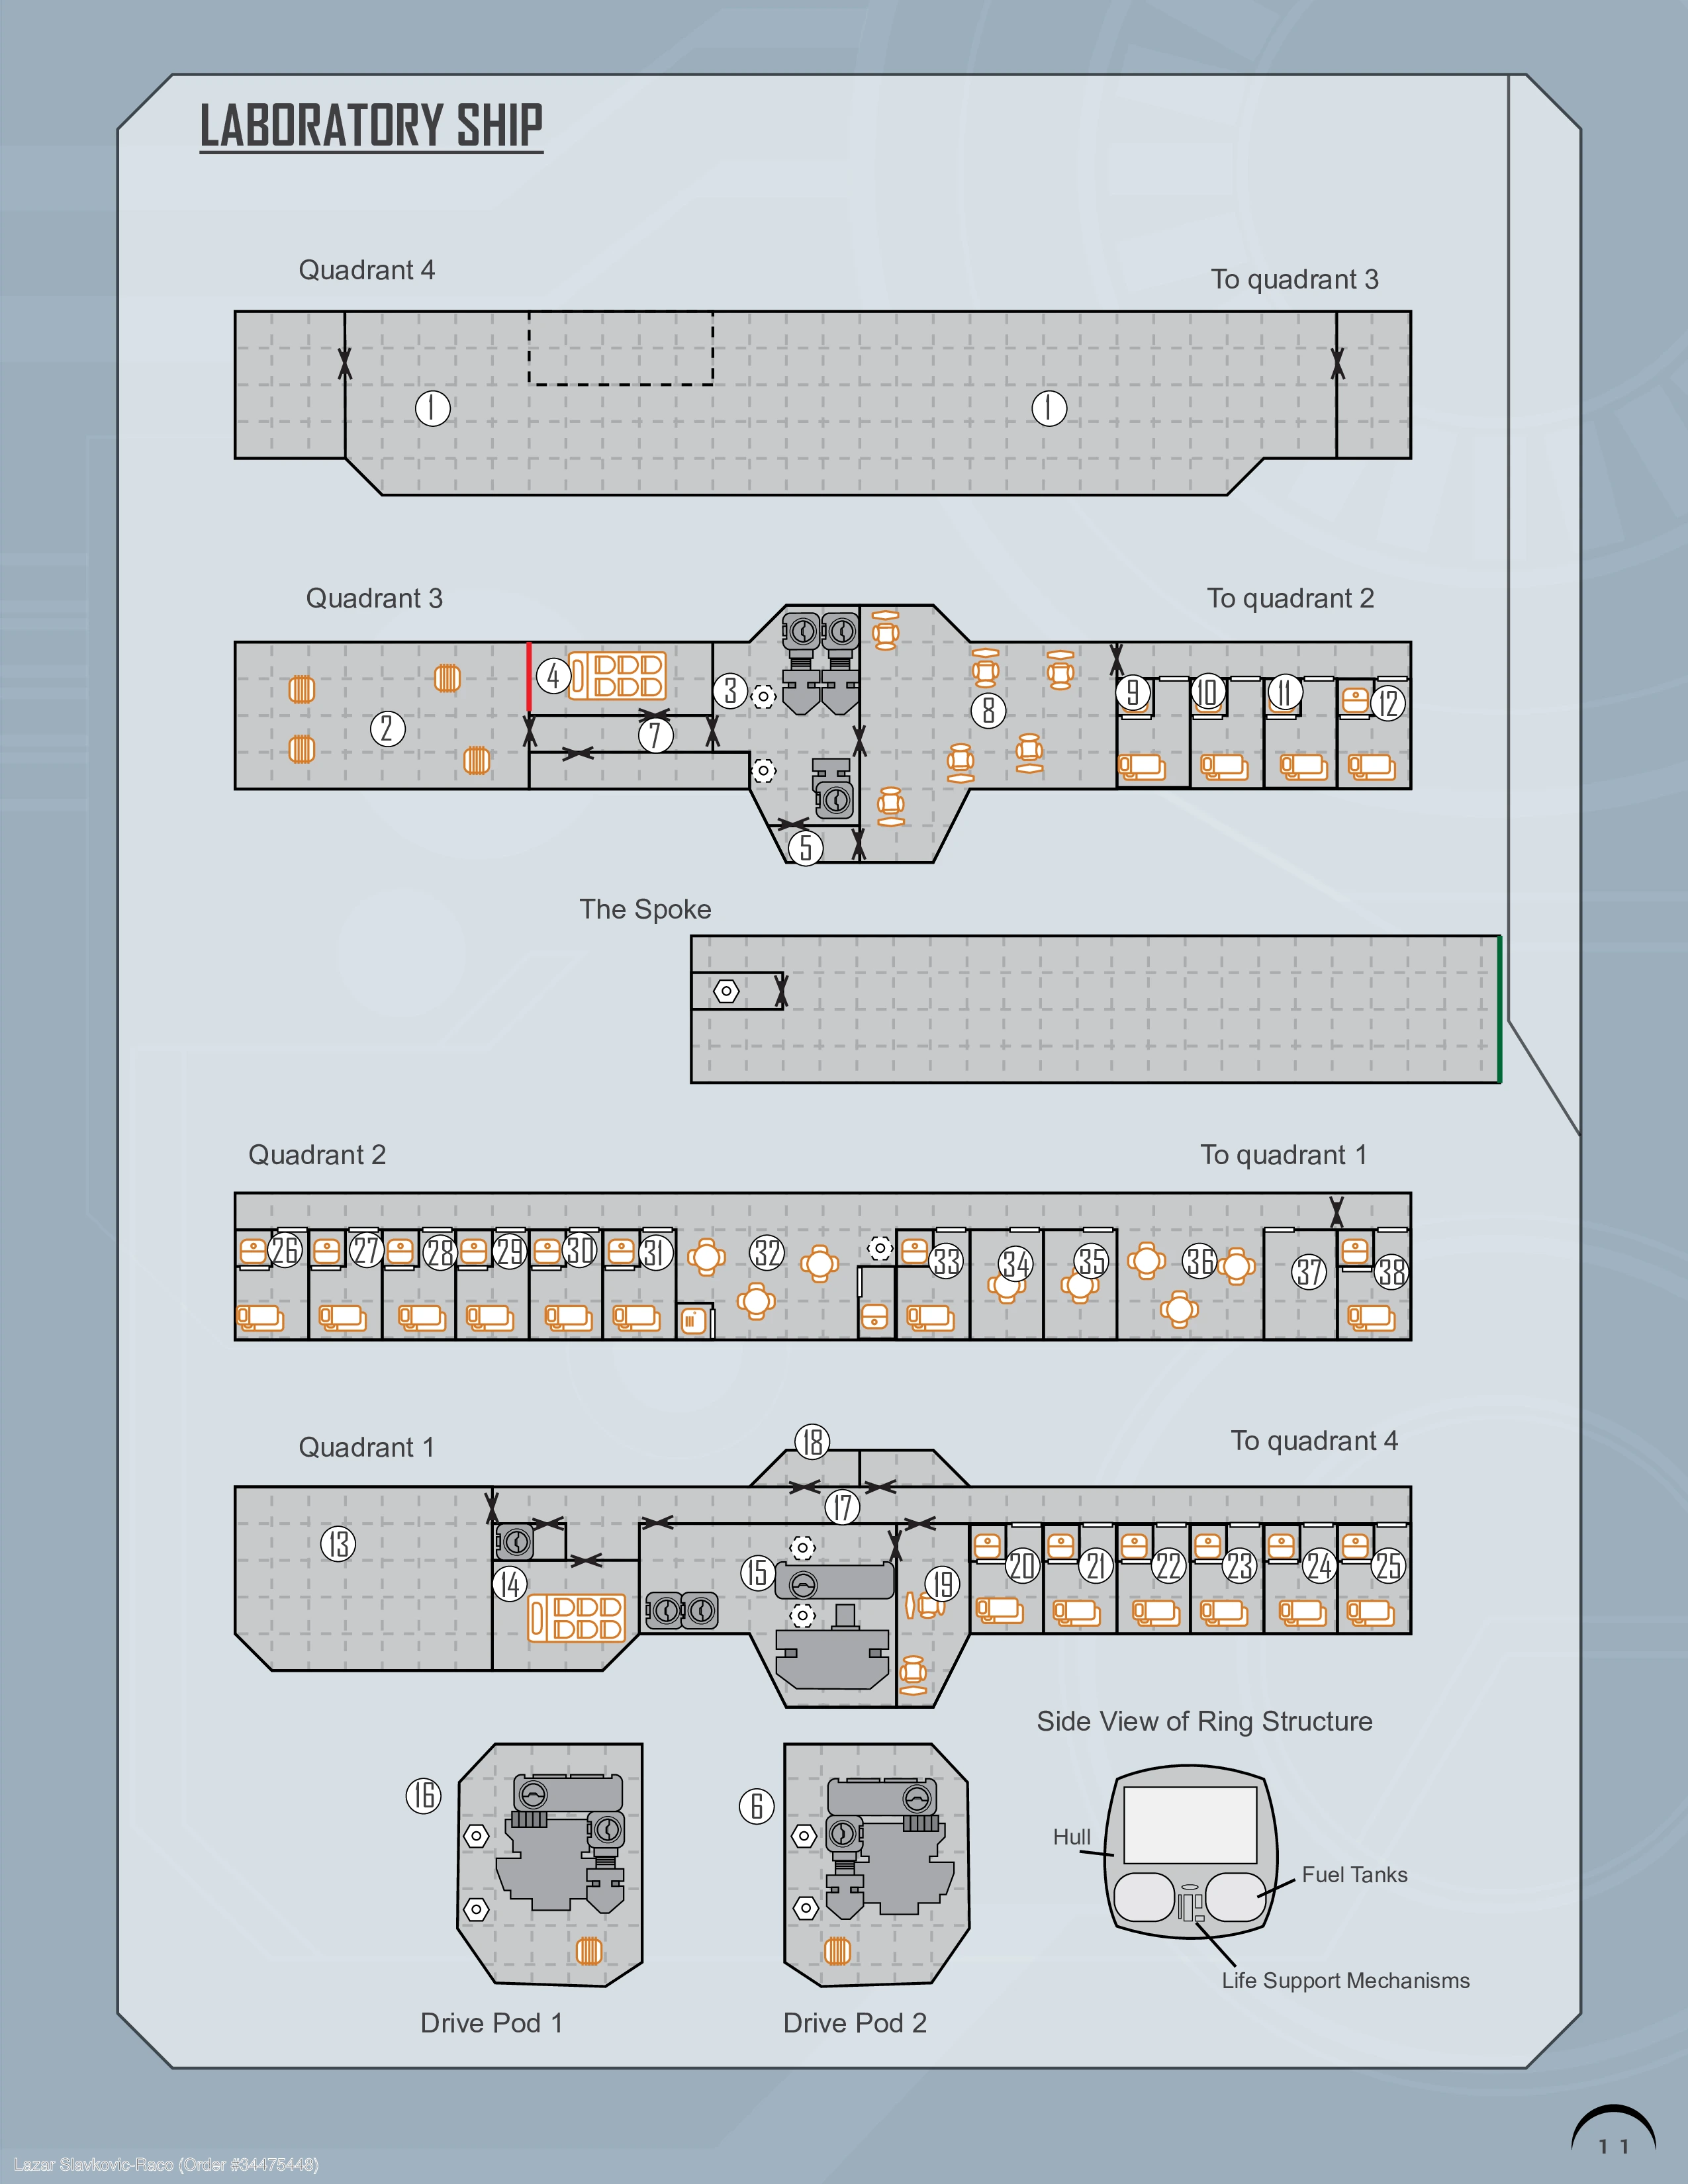 LABORATORY SHIP
Quadrant 4
To quadrant 3
1
1
Quadrant 3
To quadrant 2
2
4
3
7
5
8
9
10
11
12
The Spoke
Quadrant 2
To quadrant 1
26
27
28
29
30
31
32
33
34
35
36
37
38
Quadrant 1
To quadrant 4
18
17
13
14
15
19
20
21
22
23
24
25
16
6
Side View of Ring Structure
Hull
Fuel Tanks
Life Support Mechanisms
Drive Pod 1
Drive Pod 2
11
Lazar Slavkovic-Raco (Order #34475448)